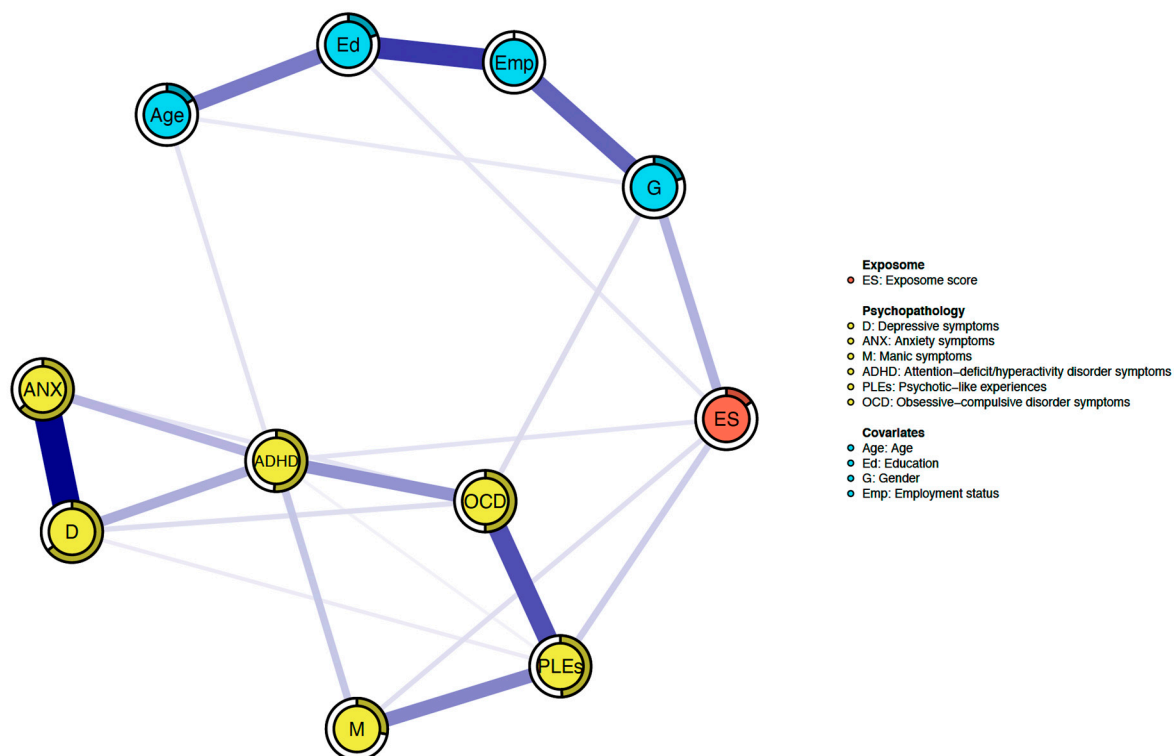 Ed
Emp
Age
G
Exposome
ES: Exposome score
Psychopathology
D: Depressive symptoms
ANX: Anxiety symptoms
M: Manic symptoms
ADHD: Attention−deficit/hyperactivity disorder symptoms
PLEs: Psychotic−like experiences
OCD: Obsessive−compulsive disorder symptoms
Covariates
Age: Age
Ed: Education
G: Gender
Emp: Employment status
ANX
ES
ADHD
OCD
D
PLEs
M